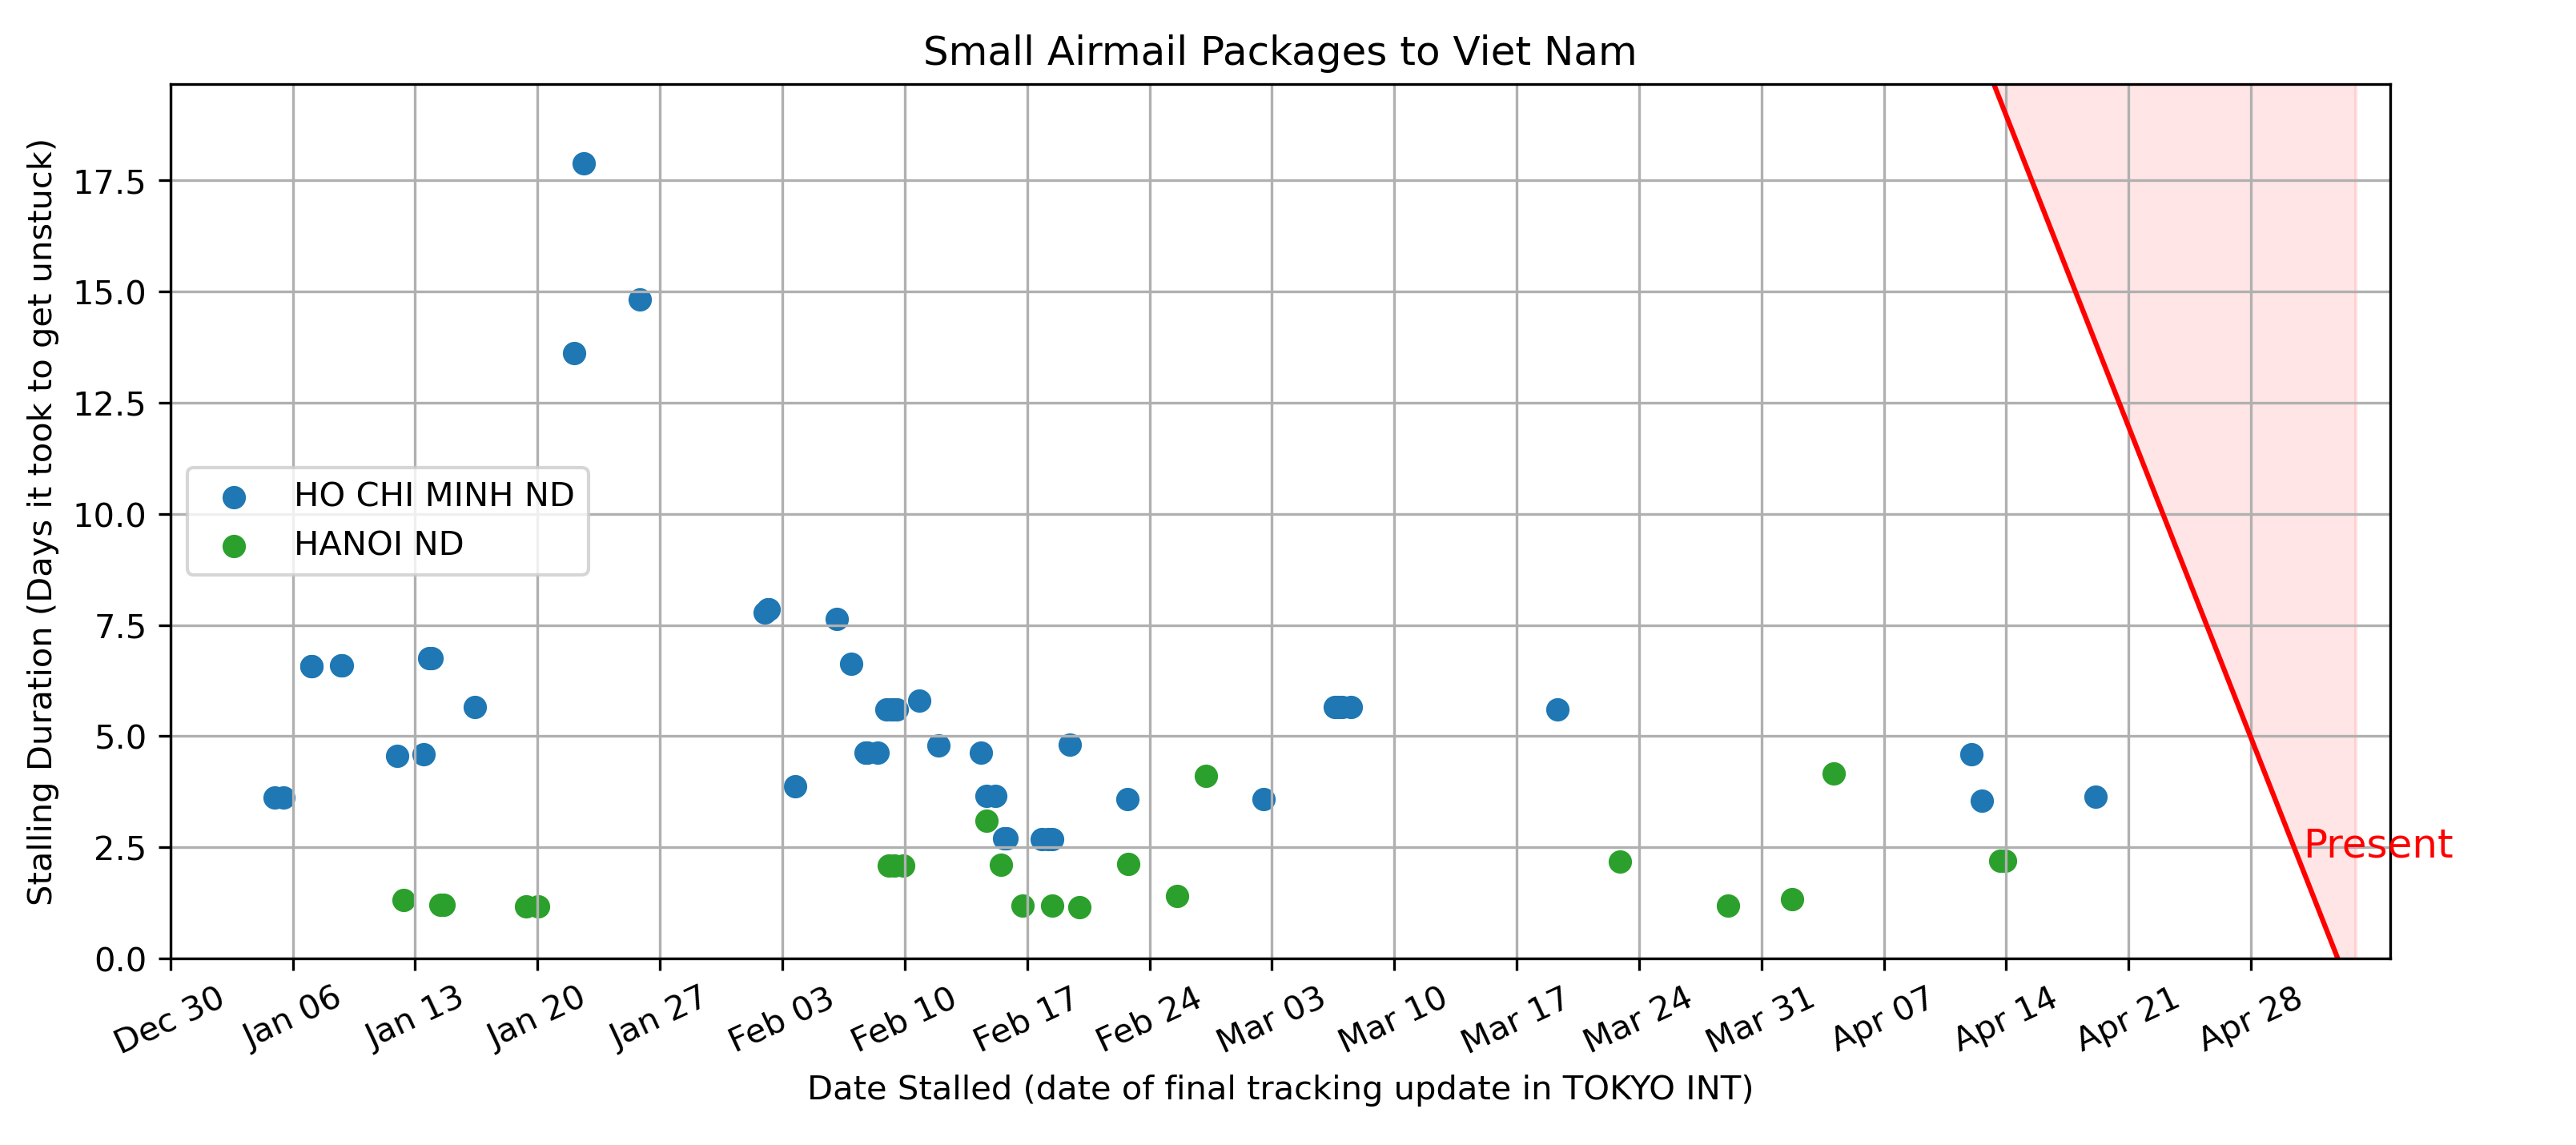 Small Airmail Packages to Viet Nam
Stalling Duration (Days it took to get unstuck)
17.5
15.0
12.5
10.0
7.5
5.0
2.5
0.0
HO CHI MINH ND
HANOI ND
Present
Dec 30
Jan 06
Jan 13
Jan 20
Jan 27
Feb 03
Feb 10
Feb 17
Feb 24
Mar 03
Mar 10
Mar 17
Mar 24
Mar 31
Apr 07
Apr 14
Apr 21
Apr 28
Date Stalled (date of final tracking update in TOKYO INT)